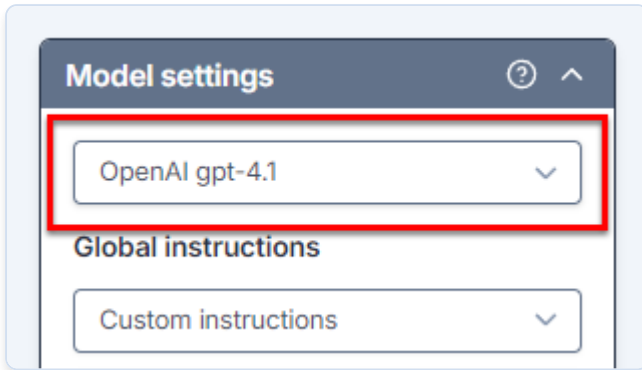 Model settings
OpenAI gpt-4.1
Global instructions
Custom instructions